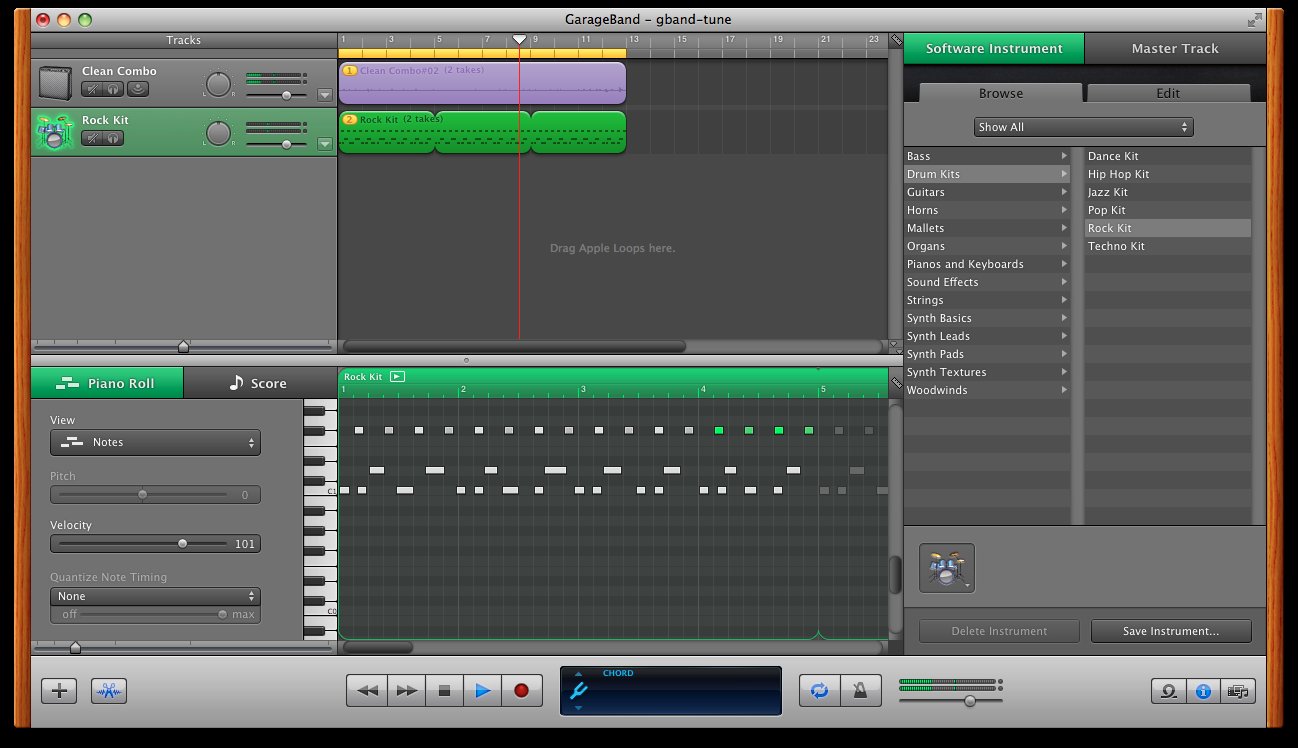 GarageBand – gband-tune
Tracks
1 3 5 7 9 11 13 15 17 19 21 23
Clean Combo
L R
1 Clean Combo#02 (2 takes)
Rock Kit
L R
2 Rock Kit (2 takes)
Drag Apple Loops here.
Software Instrument
Master Track
Browse
Edit
Show All
Bass
Drum Kits
Guitars
Horns
Mallets
Organs
Pianos and Keyboards
Sound Effects
Strings
Synth Basics
Synth Leads
Synth Pads
Synth Textures
Woodwinds
Dance Kit
Hip Hop Kit
Jazz Kit
Pop Kit
Rock Kit
Techno Kit
Piano Roll
Score
Rock Kit
1 2 3 4 5
View
Notes
Pitch
0
Velocity
101
Quantize Note Timing
None
off max
C1
C0
Delete Instrument
Save Instrument...
CHORD